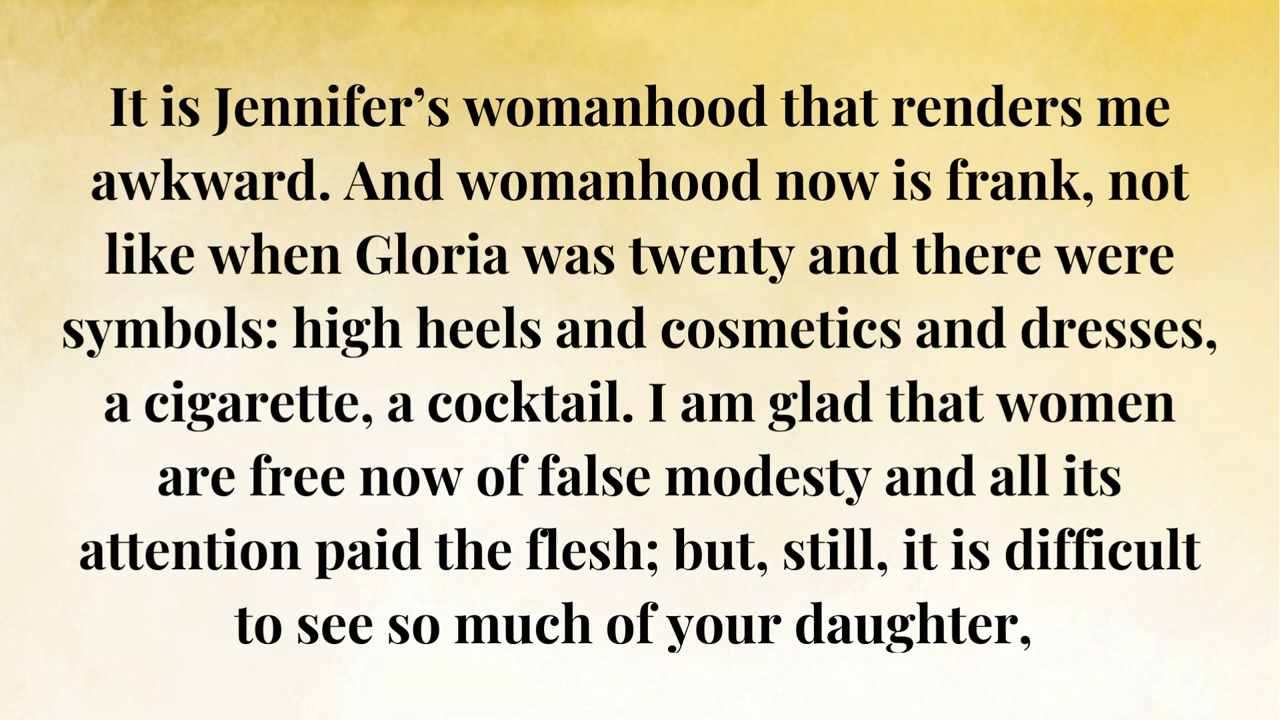 It is Jennifer’s womanhood that renders me
awkward. And womanhood now is frank, not
like when Gloria was twenty and there were
symbols: high heels and cosmetics and dresses,
a cigarette, a cocktail. I am glad that women
are free now of false modesty and all its
attention paid the flesh; but, still, it is difficult
to see so much of your daughter,